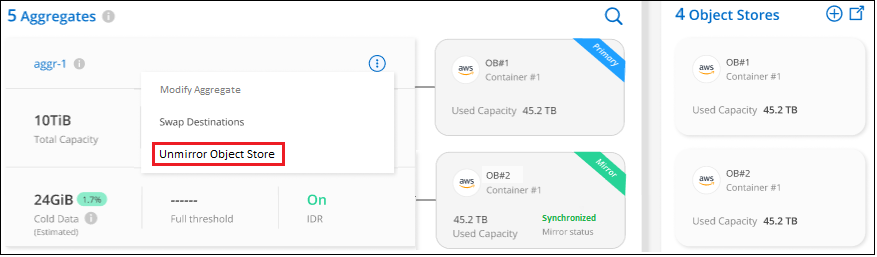 5 Aggregates
aggr-1
Modify Aggregate
Swap Destinations
Unmirror Object Store
10TiB
Total Capacity
24GiB 1.7%
Cold Data
(Estimated)
------
Full threshold
On
IDR
Primary
aws
OB#1
Container #1
Used Capacity 45.2 TB
Mirror
aws
OB#2
Container #1
45.2 TB
Used Capacity
Synchronized
Mirror status
4 Object Stores
aws
OB#1
Container #1
Used Capacity 45.2 TB
aws
OB#2
Container #1
Used Capacity 45.2 TB